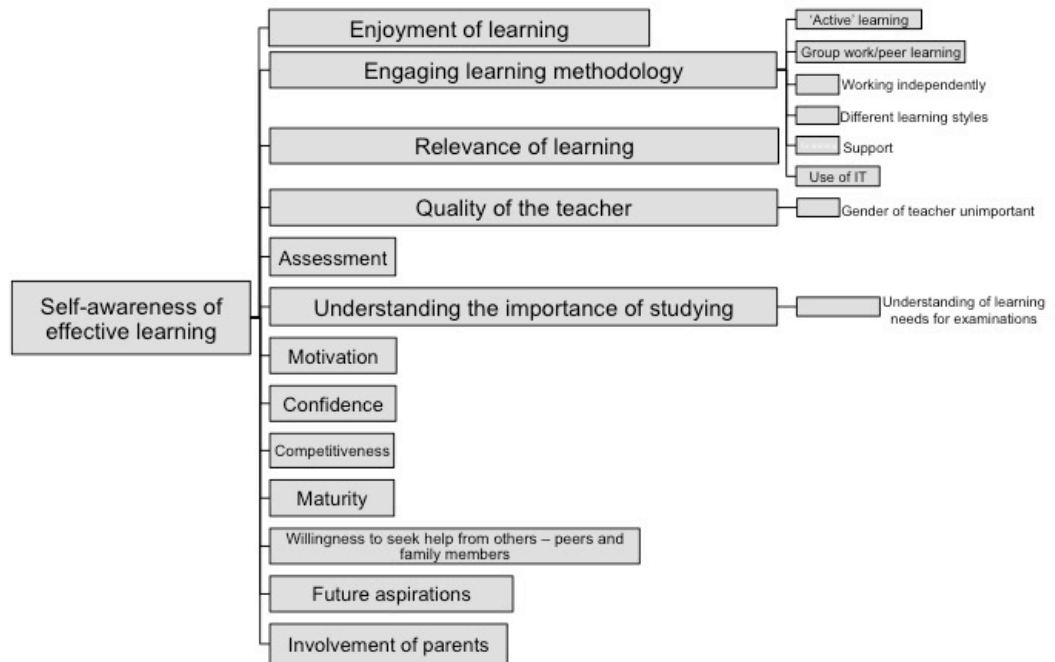 Self-awareness of
effective learning
Enjoyment of learning
Engaging learning methodology
'Active' learning
Group work/peer learning
Working independently
Different learning styles
Support
Use of IT
Relevance of learning
Quality of the teacher
Gender of teacher unimportant
Assessment
Understanding the importance of studying
Understanding of learning
needs for examinations
Motivation
Confidence
Competitiveness
Maturity
Willingness to seek help from others – peers and
family members
Future aspirations
Involvement of parents